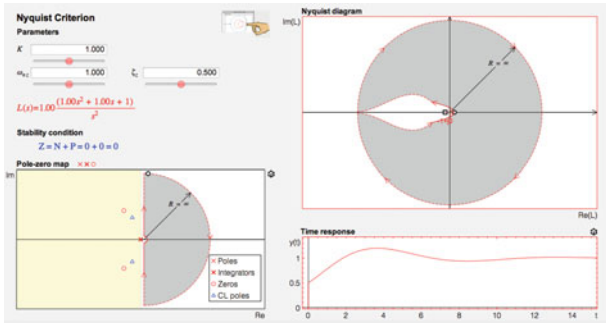 Nyquist Criterion
Parameters
K 1.000
ωₙ₁ 1.000 ζ₁ 0.500
L(s)=1.00 (1.00s² + 1.00s + 1) / s²
Stability condition
Z = N + P = 0 + 0 = 0
Pole-zero map × × ○
Im
R = ∞
× Poles
× Integrators
○ Zeros
△ CL poles
Re
Nyquist diagram
Im(L)
R = ∞
Re(L)
Time response
y(t)
1
0.5
0
0 2 4 6 8 10 12 14 t